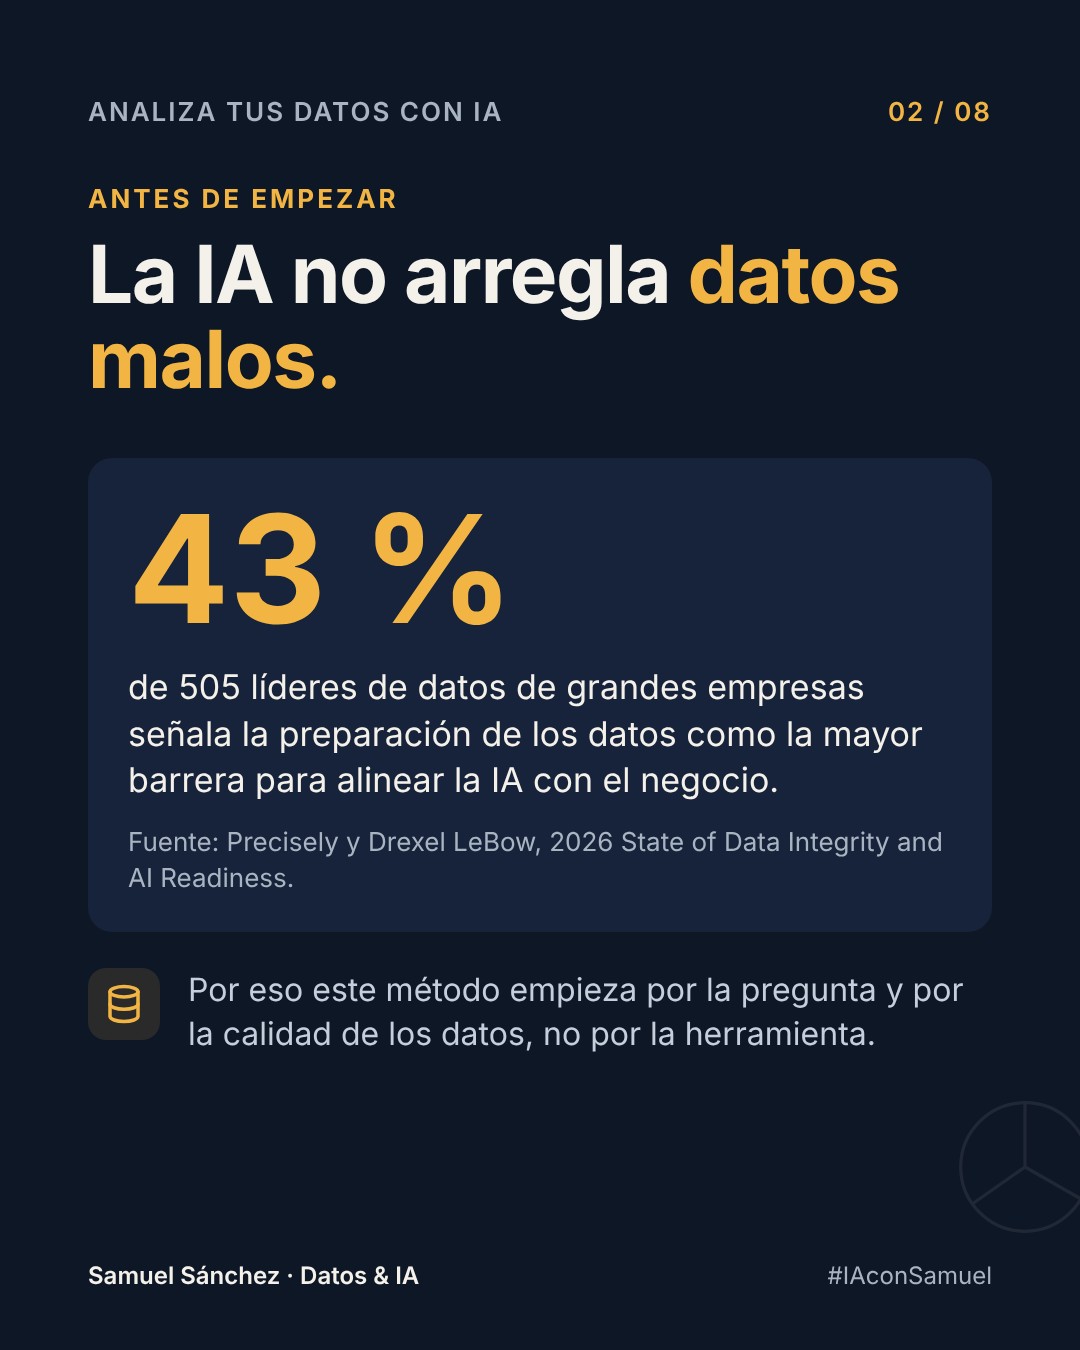 ANALIZA TUS DATOS CON IA
02 / 08
ANTES DE EMPEZAR
La IA no arregla datos
malos.
43 %
de 505 líderes de datos de grandes empresas
señala la preparación de los datos como la mayor
barrera para alinear la IA con el negocio.
Fuente: Precisely y Drexel LeBow, 2026 State of Data Integrity and
AI Readiness.
Por eso este método empieza por la pregunta y por
la calidad de los datos, no por la herramienta.
Samuel Sánchez · Datos & IA
#IAconSamuel